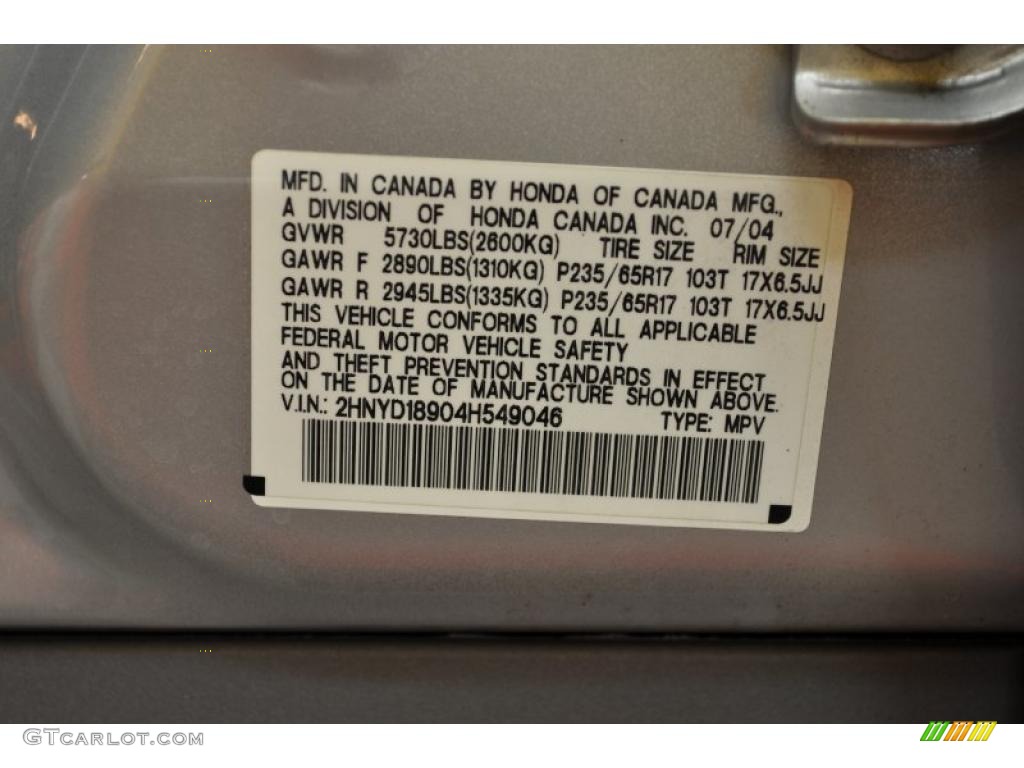 MFD. IN CANADA BY HONDA OF CANADA MFG.,
A DIVISION OF HONDA CANADA INC. 07/04
GVWR 5730LBS(2600KG) TIRE SIZE RIM SIZE
GAWR F 2890LBS(1310KG) P235/65R17 103T 17X6.5JJ
GAWR R 2945LBS(1335KG) P235/65R17 103T 17X6.5JJ
THIS VEHICLE CONFORMS TO ALL APPLICABLE
FEDERAL MOTOR VEHICLE SAFETY
AND THEFT PREVENTION STANDARDS IN EFFECT
ON THE DATE OF MANUFACTURE SHOWN ABOVE.
V.I.N.: 2HNYD18904H549046 TYPE: MPV
GTCARLOT.COM